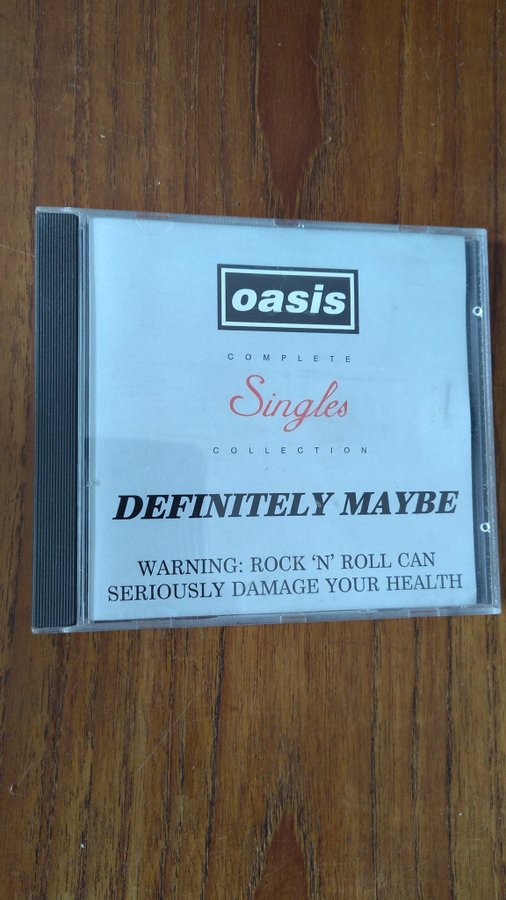 oasis
COMPLETE
Singles
COLLECTION
DEFINITELY MAYBE
WARNING: ROCK ‘N’ ROLL CAN
SERIOUSLY DAMAGE YOUR HEALTH